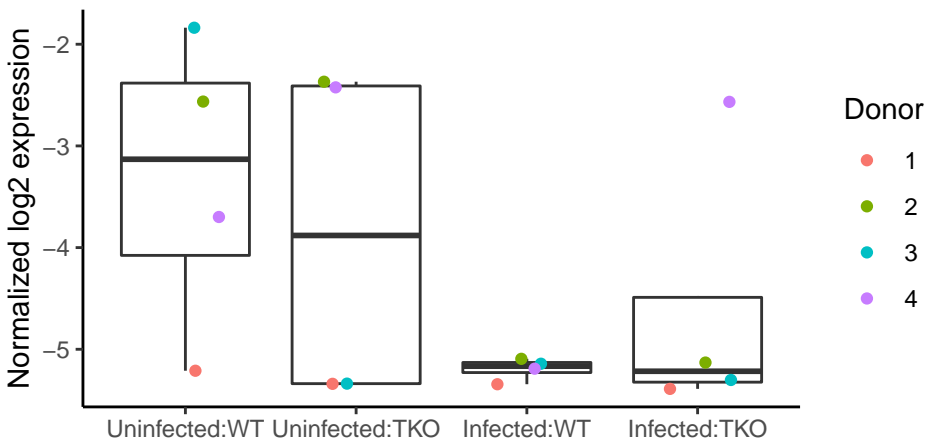 Normalized log2 expression
−2
−3
−4
−5
Uninfected:WT
Uninfected:TKO
Infected:WT
Infected:TKO
Donor
1
2
3
4